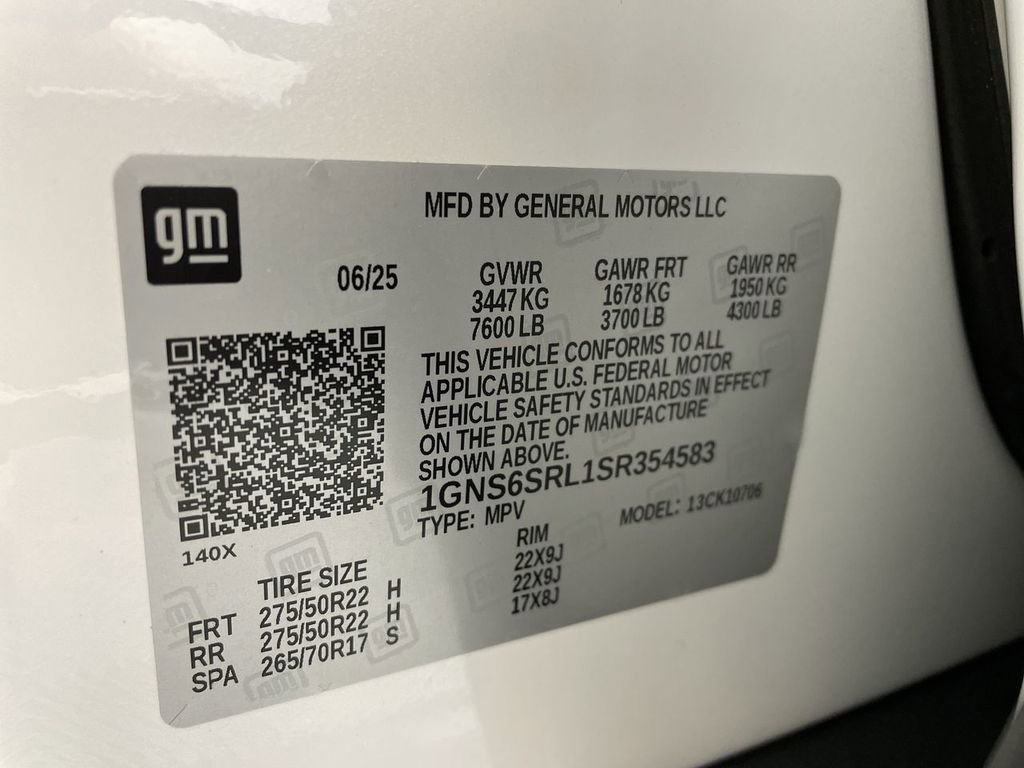 gm
MFD BY GENERAL MOTORS LLC
06/25
GVWR GAWR FRT GAWR RR
3447 KG 1678 KG 1950 KG
7600 LB 3700 LB 4300 LB
THIS VEHICLE CONFORMS TO ALL
APPLICABLE U.S. FEDERAL MOTOR
VEHICLE SAFETY STANDARDS IN EFFECT
ON THE DATE OF MANUFACTURE
SHOWN ABOVE.
1GNS6SRL1SR354583
TYPE: MPV MODEL: 13CK10706
140X
TIRE SIZE RIM
FRT 275/50R22 H 22X9J
RR 275/50R22 H 22X9J
SPA 265/70R17 S 17X8J